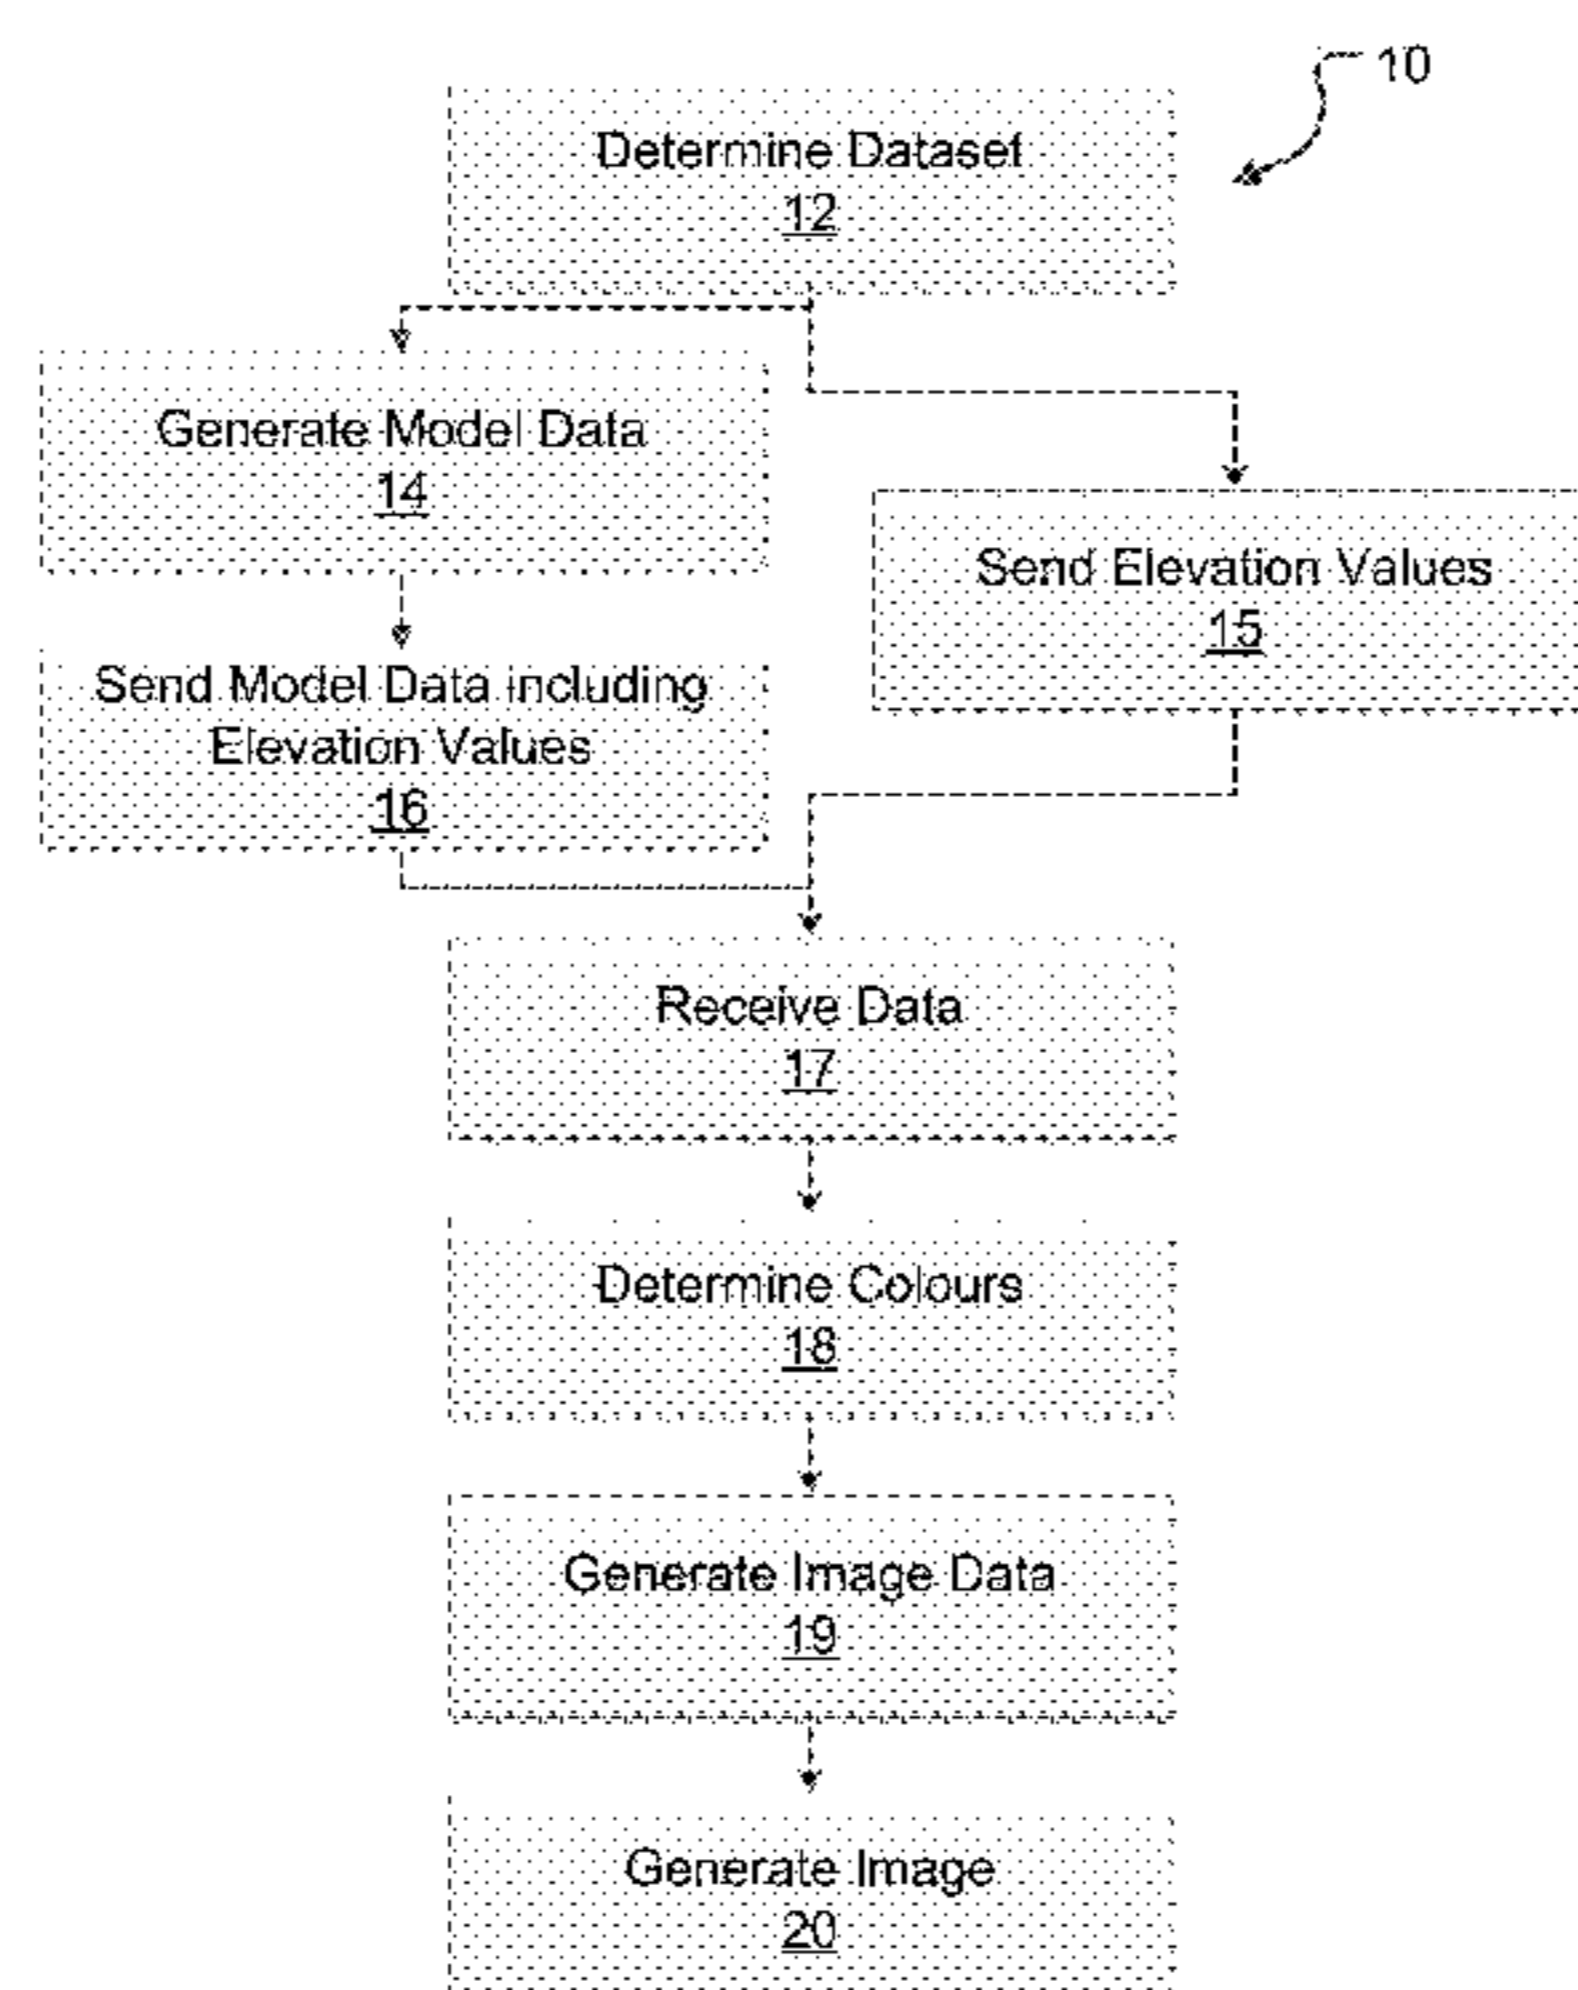 10
Determine Dataset
12
Generate Model Data
14
Send Elevation Values
15
Send Model Data including
Elevation Values
16
Receive Data
17
Determine Colours
18
Generate Image Data
19
Generate Image
20